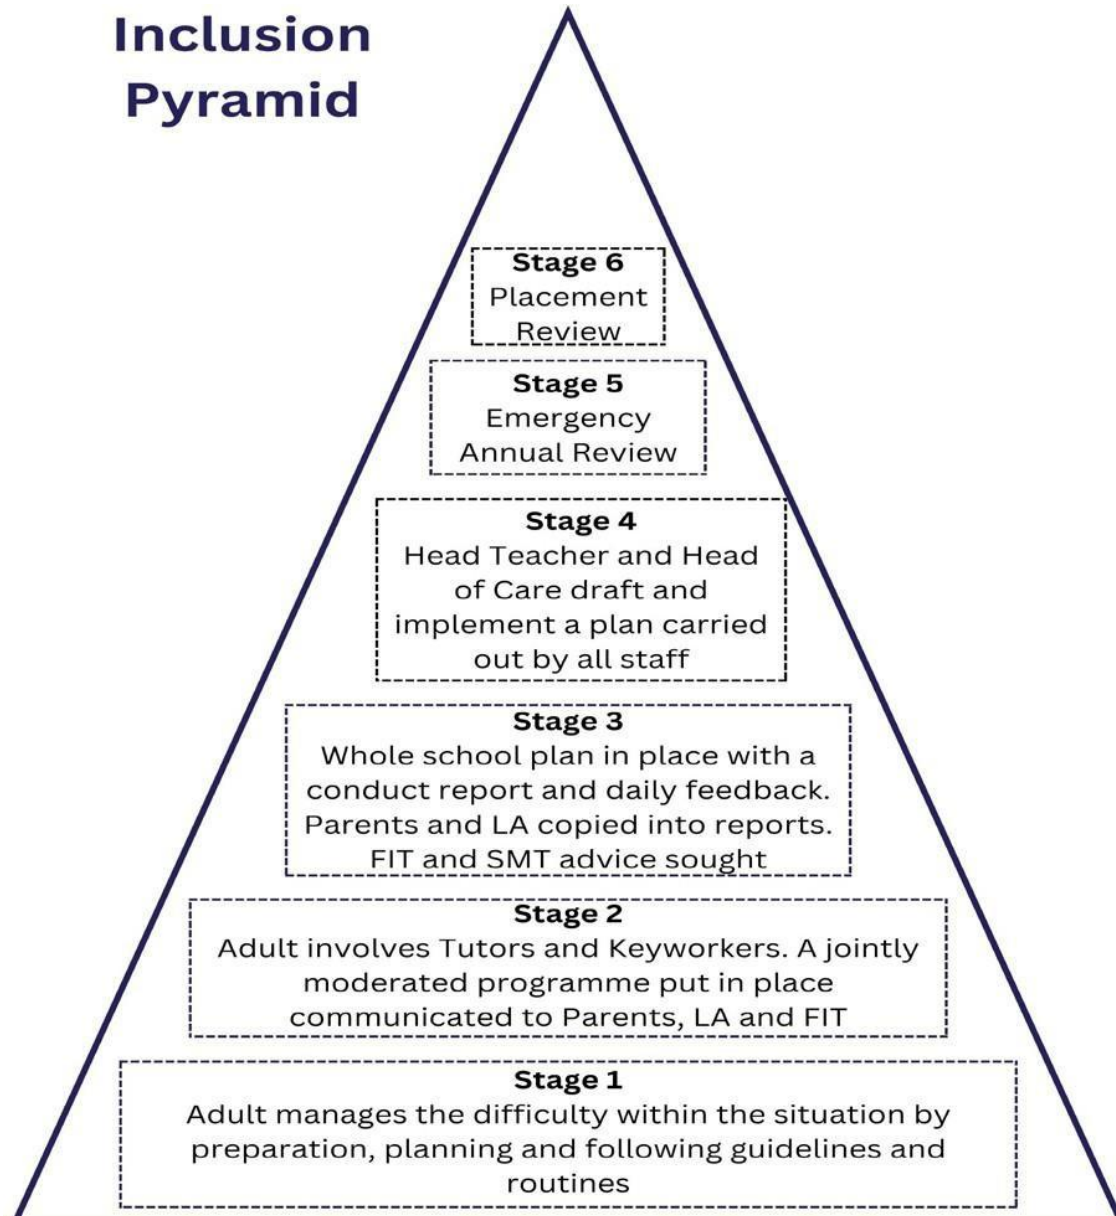 Inclusion
Pyramid
Stage 6
Placement
Review
Stage 5
Emergency
Annual Review
Stage 4
Head Teacher and Head
of Care draft and
implement a plan carried
out by all staff
Stage 3
Whole school plan in place with a
conduct report and daily feedback.
Parents and LA copied into reports.
FIT and SMT advice sought
Stage 2
Adult involves Tutors and Keyworkers. A jointly
moderated programme put in place
communicated to Parents, LA and FIT
Stage 1
Adult manages the difficulty within the situation by
preparation, planning and following guidelines and
routines